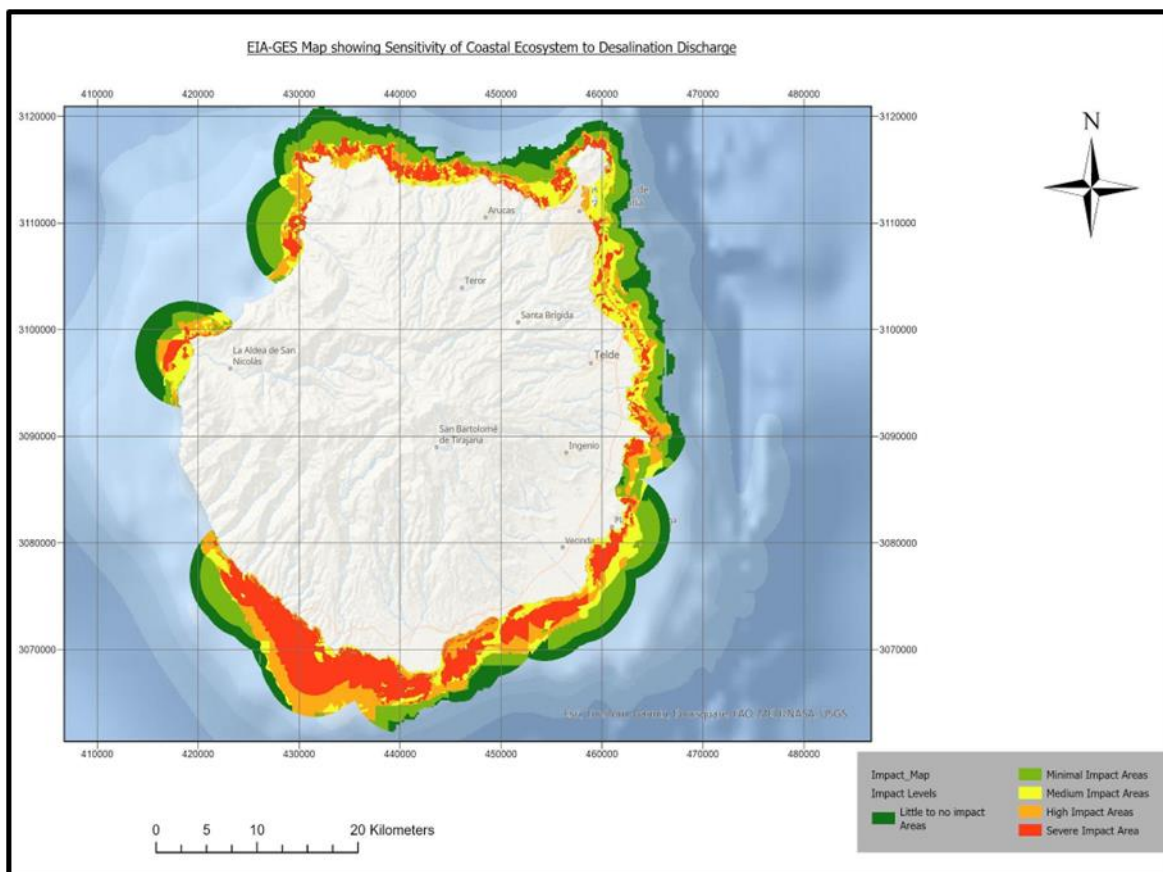 EIA-GES Map showing Sensitivity of Coastal Ecosystem to Desalination Discharge
410000 420000 430000 440000 450000 460000 470000 480000
N
3120000 3120000
3110000 3110000
3100000 3100000
3090000 3090000
3080000 3080000
3070000 3070000
de
Arucas
Teror
Santa Brígida
La Aldea de San
Nicolás
Telde
San Bartolomé
de Tirajana
Ingenio
Vecinda
USGS
410000 420000 430000 440000 450000 460000 470000 480000
Impact_Map
Impact Levels
Little to no impact
Areas
Minimal Impact Areas
Medium Impact Areas
High Impact Areas
Severe Impact Area
0 5 10 20 Kilometers